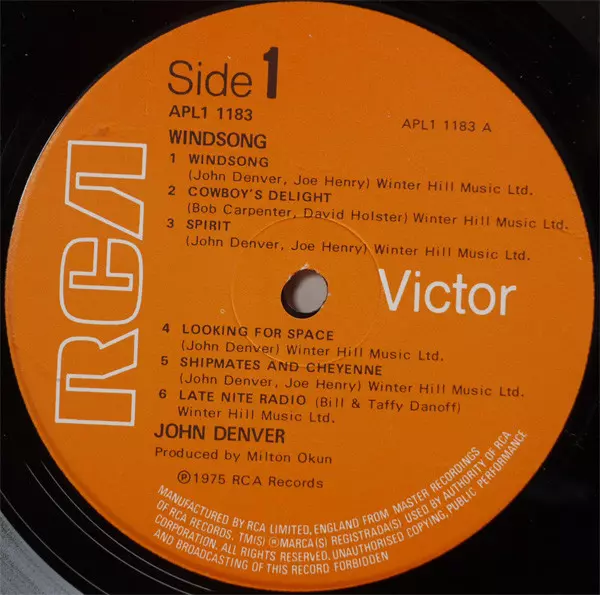 Side 1
APL1 1183
APL1 1183 A
WINDSONG
1 WINDSONG
(John Denver, Joe Henry) Winter Hill Music Ltd.
2 COWBOY'S DELIGHT
(Bob Carpenter, David Holster) Winter Hill Music Ltd.
3 SPIRIT
(John Denver, Joe Henry) Winter Hill Music Ltd.
RCA
Victor
4 LOOKING FOR SPACE
(John Denver) Winter Hill Music Ltd.
5 SHIPMATES AND CHEYENNE
(John Denver, Joe Henry) Winter Hill Music Ltd.
6 LATE NITE RADIO (Bill & Taffy Danoff)
Winter Hill Music Ltd.
JOHN DENVER
Produced by Milton Okun
℗1975 RCA Records
MANUFACTURED BY RCA LIMITED, ENGLAND FROM MASTER RECORDINGS
OF RCA RECORDS, TM(S) ® MARCA(S) REGISTRADA(S) USED BY AUTHORITY OF RCA
CORPORATION. ALL RIGHTS RESERVED. UNAUTHORISED COPYING, PUBLIC PERFORMANCE
AND BROADCASTING OF THIS RECORD FORBIDDEN